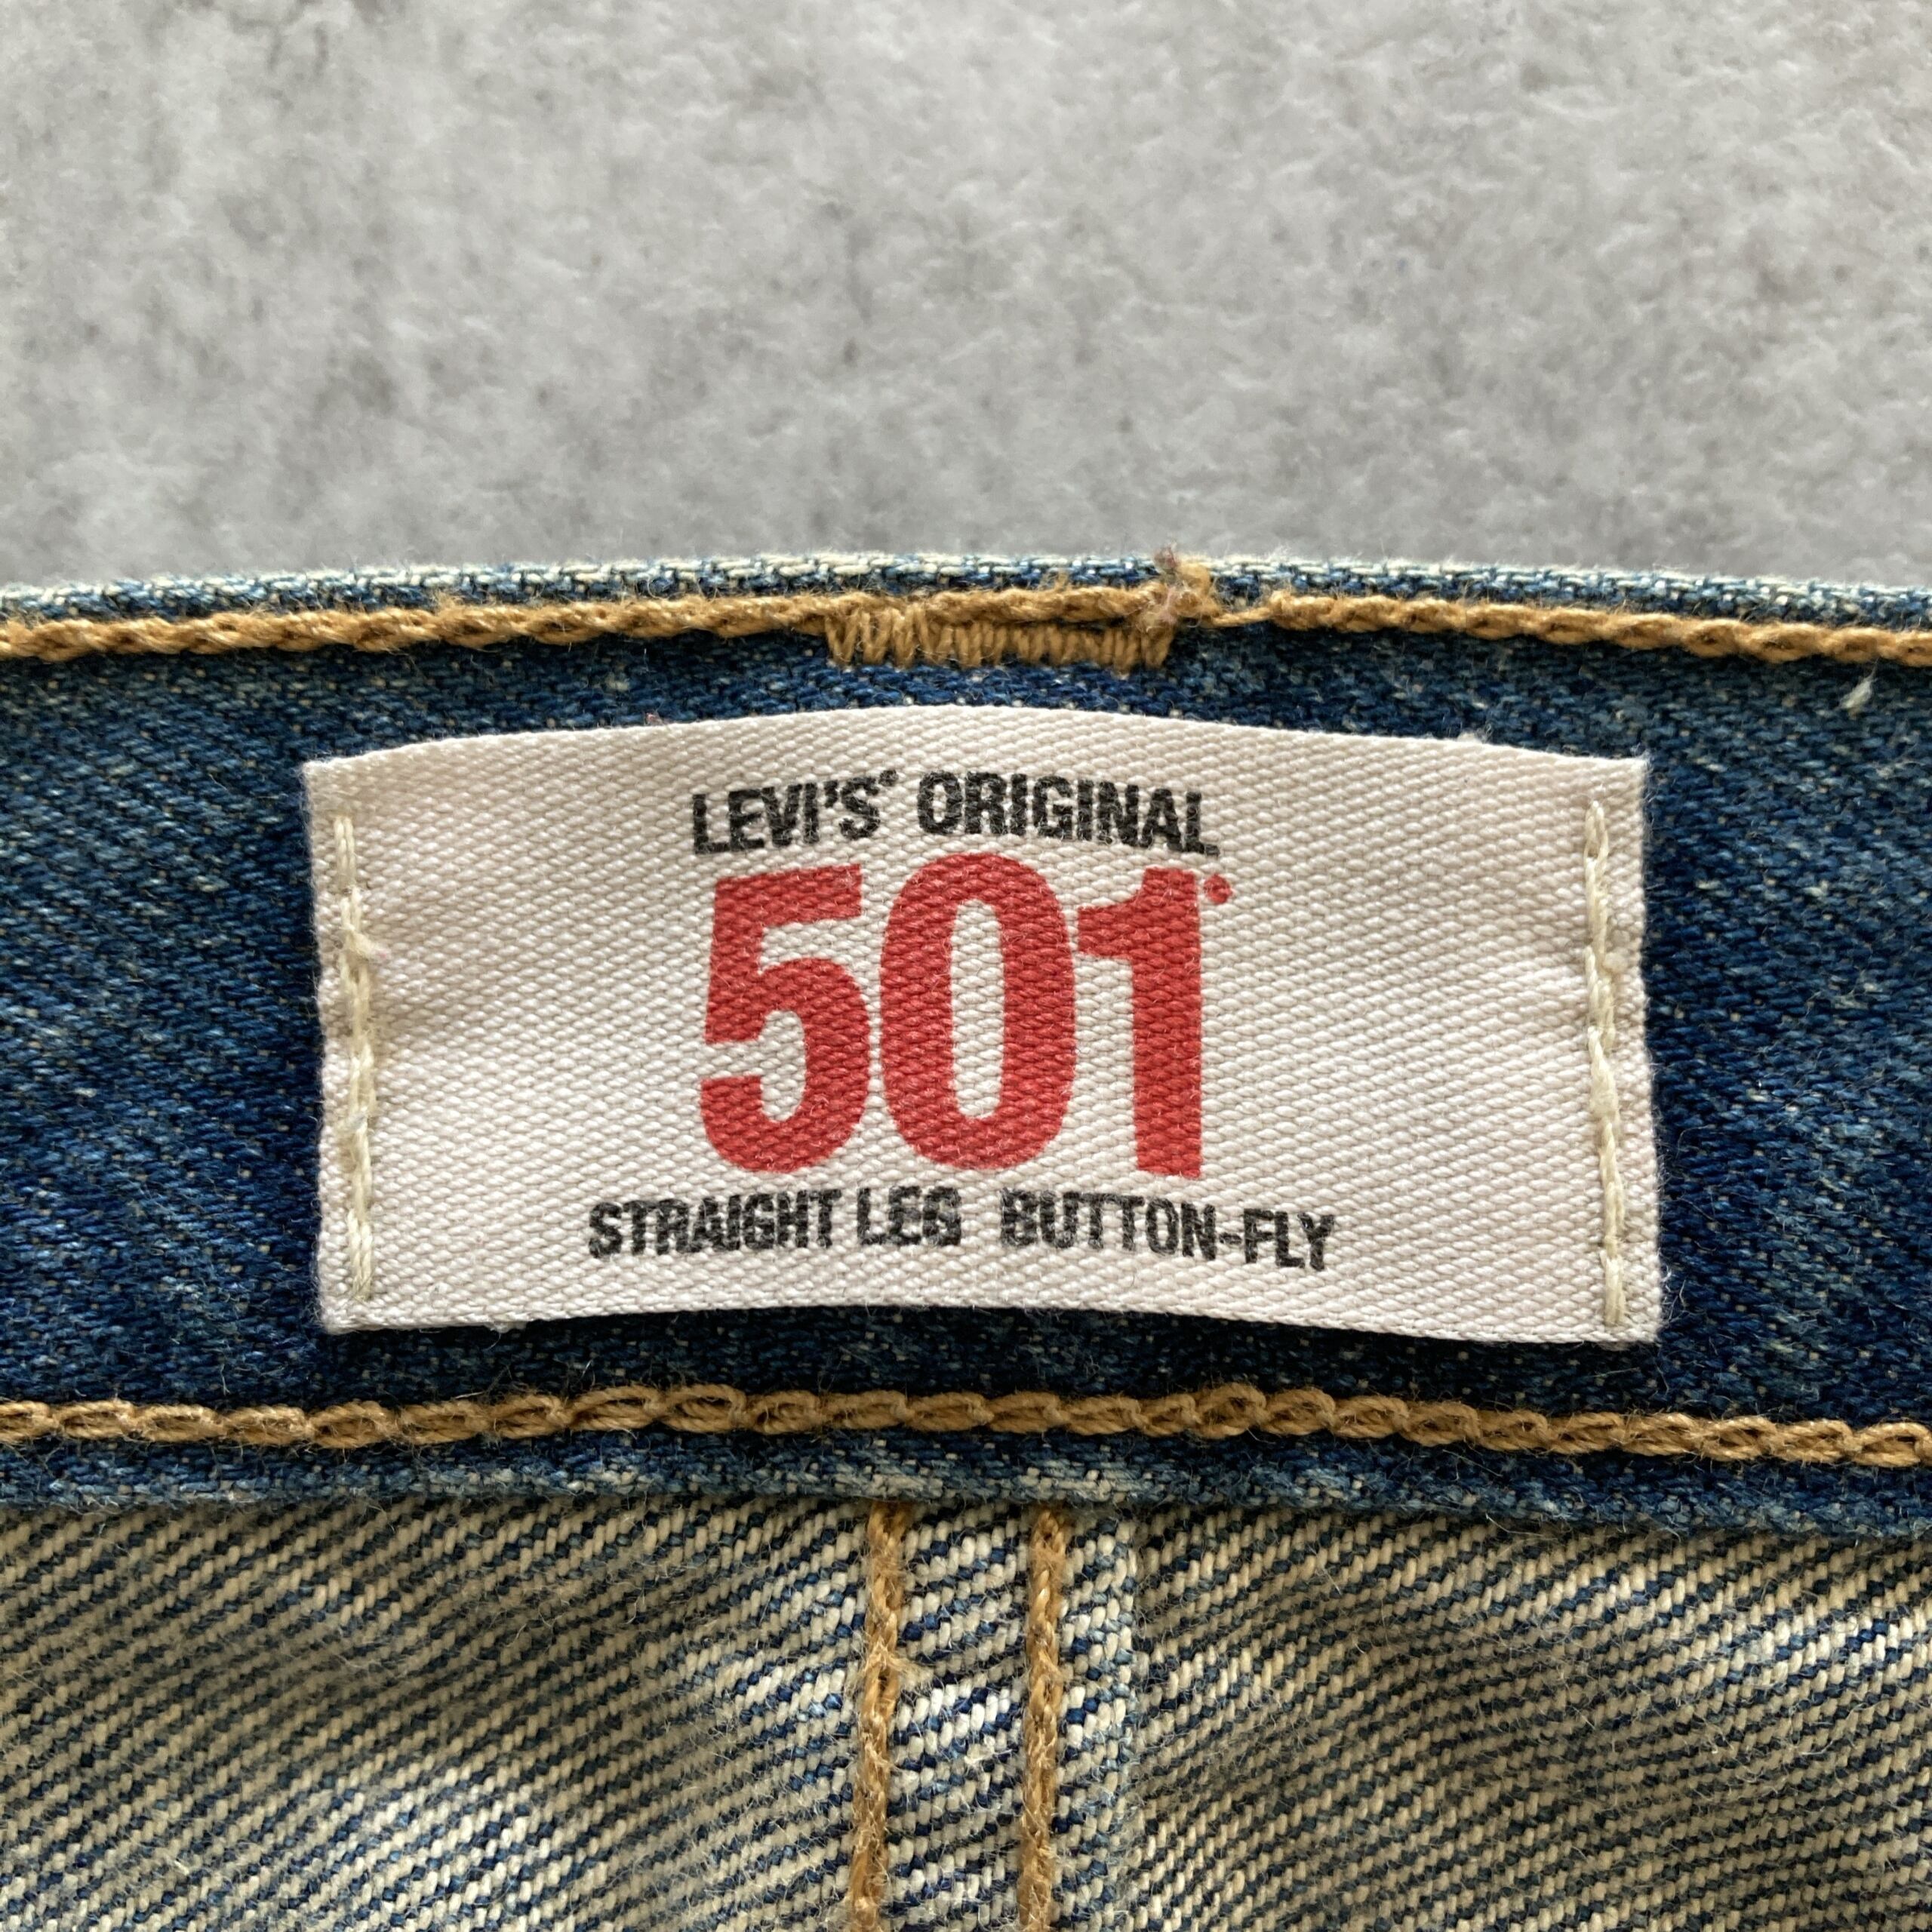 LEVI'S® ORIGINAL
501®
STRAIGHT LEG BUTTON-FLY